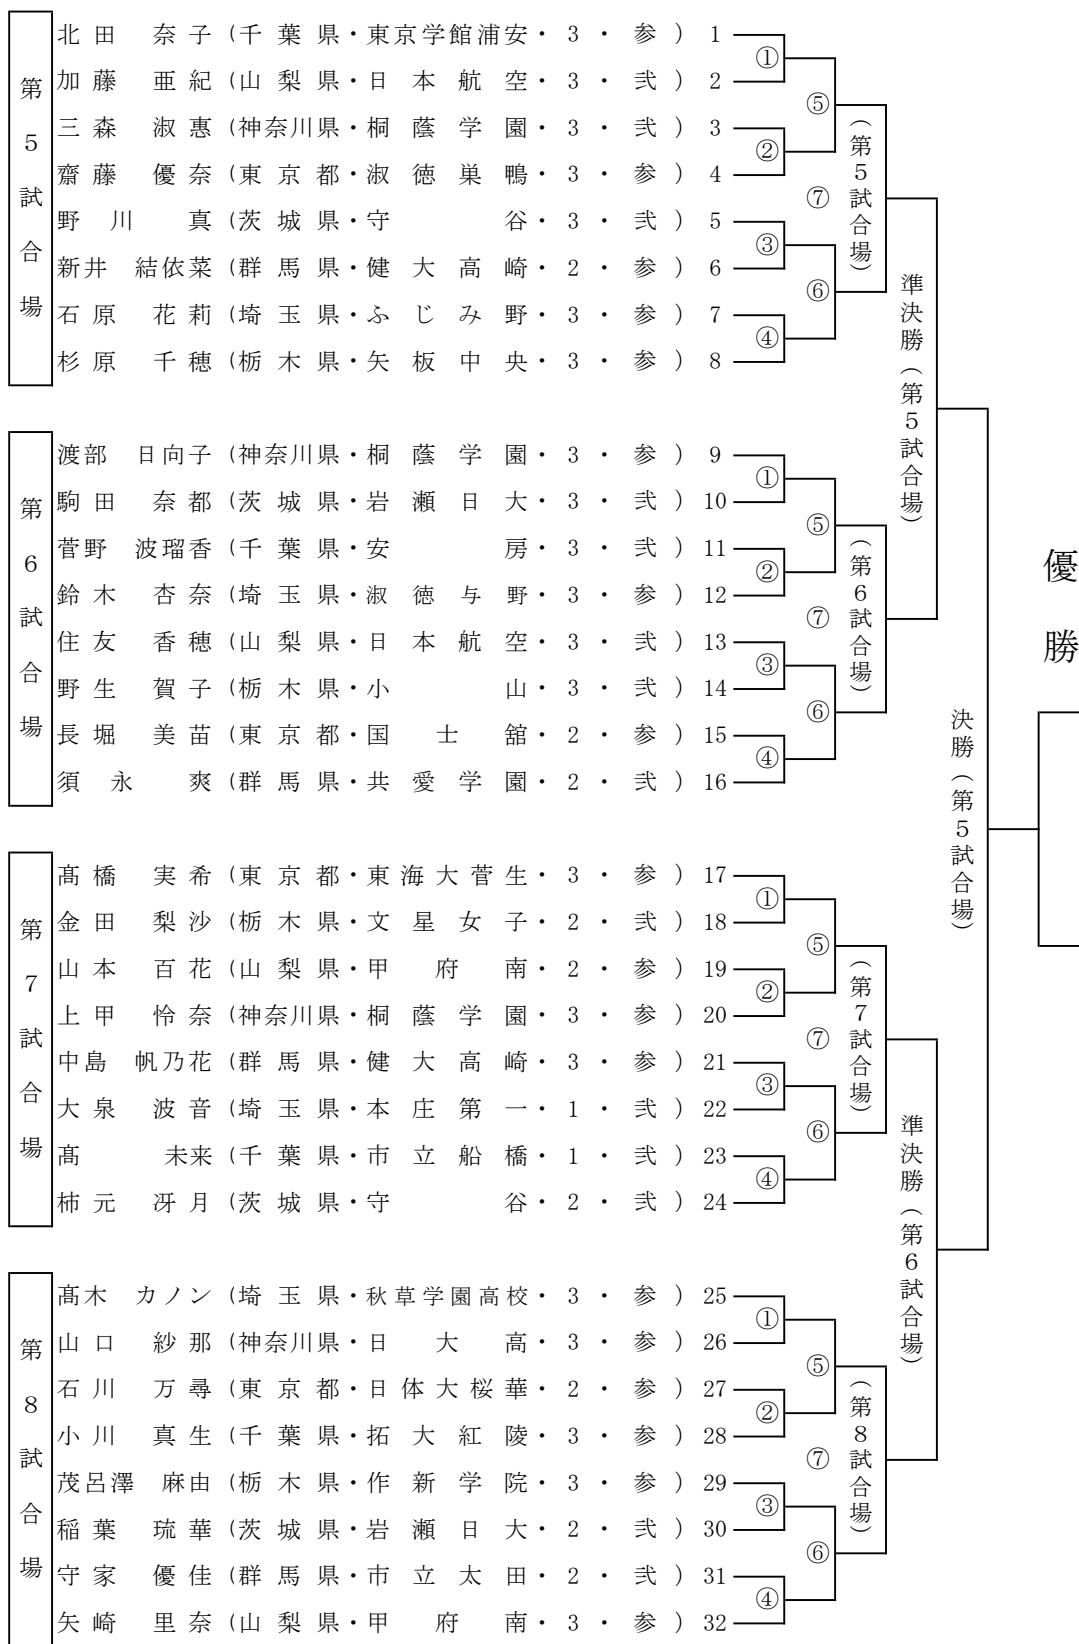 第5試合場
北田 奈子 (千葉県・東京学館浦安・3・参) 1
加藤 亜紀 (山梨県・日本航空・3・弐) 2
三森 淑惠 (神奈川県・桐蔭学園・3・弐) 3
齋藤 優奈 (東京都・淑徳巣鴨・3・参) 4
野川 真 (茨城県・守谷・3・弐) 5
新井 結依菜 (群馬県・健大高崎・2・参) 6
石原 花莉 (埼玉県・ふじみ野・3・参) 7
杉原 千穂 (栃木県・矢板中央・3・参) 8
①
②
③
④
⑤
⑥
⑦
(第5試合場)
第6試合場
渡部 日向子 (神奈川県・桐蔭学園・3・参) 9
駒田 奈都 (茨城県・岩瀬日大・3・弐) 10
菅野 波瑠香 (千葉県・安房・3・弐) 11
鈴木 杏奈 (埼玉県・淑徳与野・3・参) 12
住友 香穂 (山梨県・日本航空・3・弐) 13
野生 賀子 (栃木県・小山・3・弐) 14
長堀 美苗 (東京都・国士舘・2・参) 15
須永 爽 (群馬県・共愛学園・2・弐) 16
①
②
③
④
⑤
⑥
⑦
(第6試合場)
準決勝(第5試合場)
第7試合場
髙橋 実希 (東京都・東海大菅生・3・参) 17
金田 梨沙 (栃木県・文星女子・2・弐) 18
山本 百花 (山梨県・甲府南・2・参) 19
上甲 怜奈 (神奈川県・桐蔭学園・3・参) 20
中島 帆乃花 (群馬県・健大高崎・3・参) 21
大泉 波音 (埼玉県・本庄第一・1・弐) 22
髙 未来 (千葉県・市立船橋・1・弐) 23
柿元 冴月 (茨城県・守谷・2・弐) 24
①
②
③
④
⑤
⑥
⑦
(第7試合場)
第8試合場
髙木 カノン (埼玉県・秋草学園高校・3・参) 25
山口 紗那 (神奈川県・日大高・3・参) 26
石川 万尋 (東京都・日体大桜華・2・参) 27
小川 真生 (千葉県・拓大紅陵・3・参) 28
茂呂澤 麻由 (栃木県・作新学院・3・参) 29
稲葉 琉華 (茨城県・岩瀬日大・2・弐) 30
守家 優佳 (群馬県・市立太田・2・弐) 31
矢崎 里奈 (山梨県・甲府南・3・参) 32
①
②
③
④
⑤
⑥
⑦
(第8試合場)
準決勝(第6試合場)
決勝(第5試合場)
優勝